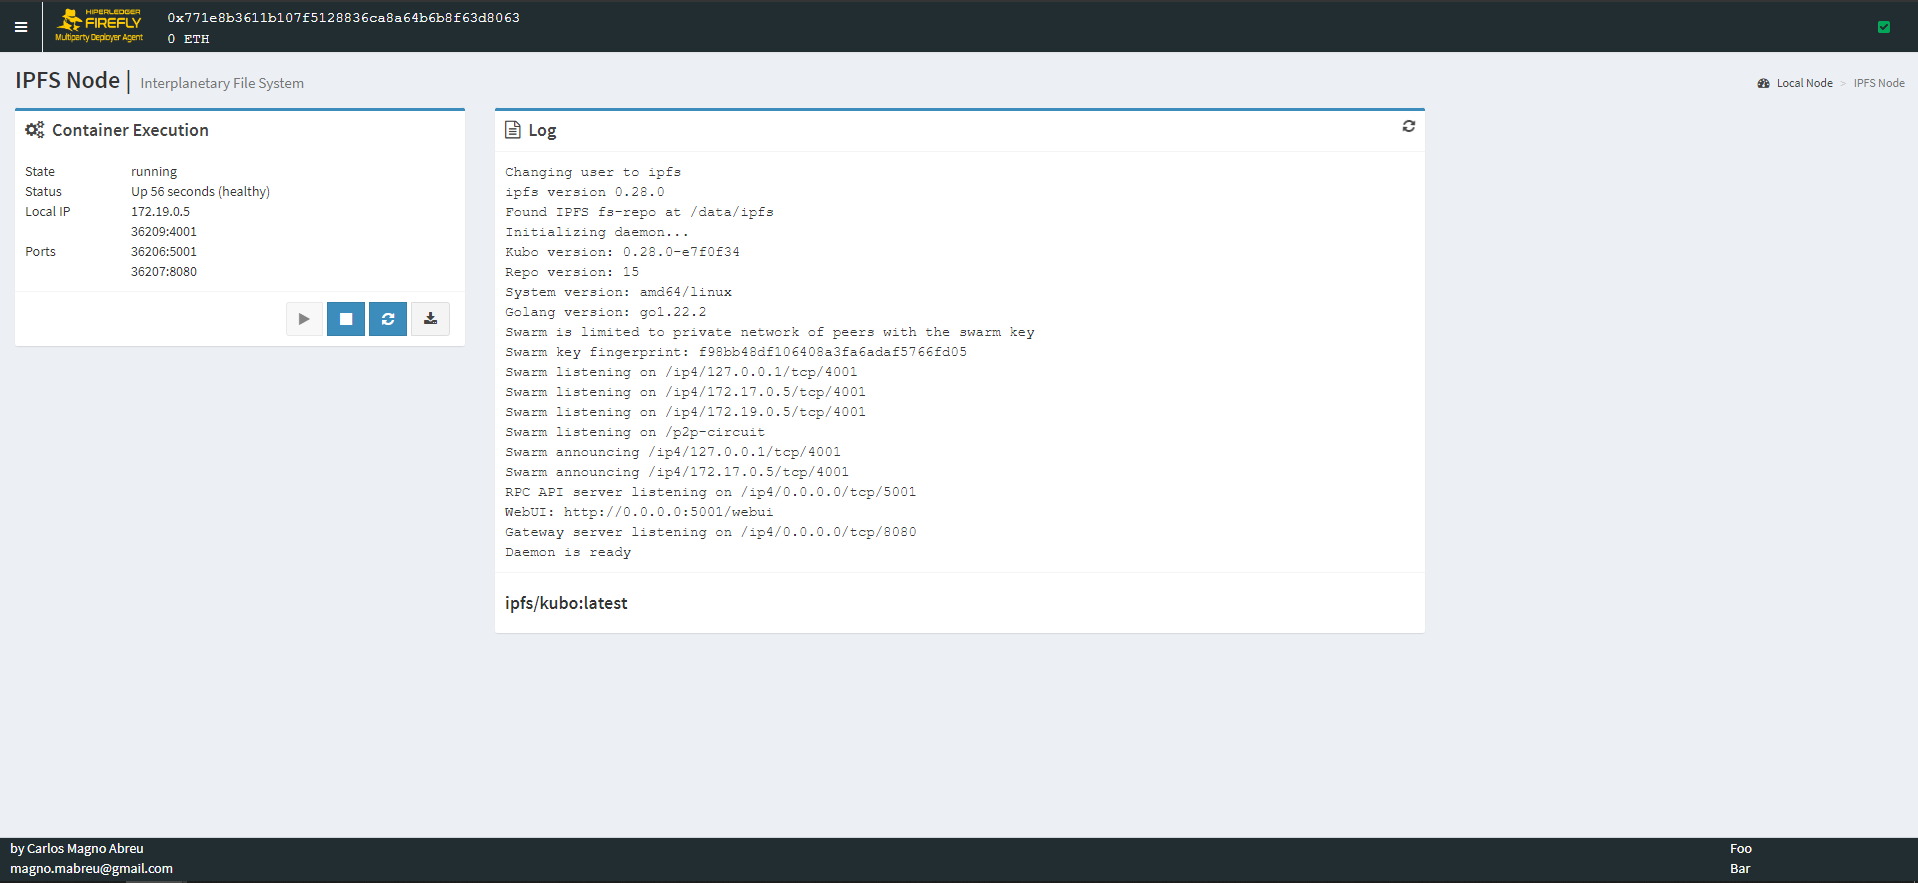 HIPERLEDGER
FIREFLY
Multiparty Deployer Agent
0x771e8b3611b107f5128836ca8a64b6b8f63d8063
0 ETH
IPFS Node | Interplanetary File System
Local Node > IPFS Node
Container Execution
State running
Status Up 56 seconds (healthy)
Local IP 172.19.0.5
36209:4001
Ports 36206:5001
36207:8080
Log
Changing user to ipfs
ipfs version 0.28.0
Found IPFS fs-repo at /data/ipfs
Initializing daemon...
Kubo version: 0.28.0-e7f0f34
Repo version: 15
System version: amd64/linux
Golang version: go1.22.2
Swarm is limited to private network of peers with the swarm key
Swarm key fingerprint: f98bb48df106408a3fa6adaf5766fd05
Swarm listening on /ip4/127.0.0.1/tcp/4001
Swarm listening on /ip4/172.17.0.5/tcp/4001
Swarm listening on /ip4/172.19.0.5/tcp/4001
Swarm listening on /p2p-circuit
Swarm announcing /ip4/127.0.0.1/tcp/4001
Swarm announcing /ip4/172.17.0.5/tcp/4001
RPC API server listening on /ip4/0.0.0.0/tcp/5001
WebUI: http://0.0.0.0:5001/webui
Gateway server listening on /ip4/0.0.0.0/tcp/8080
Daemon is ready
ipfs/kubo:latest
by Carlos Magno Abreu
magno.mabreu@gmail.com
Foo
Bar